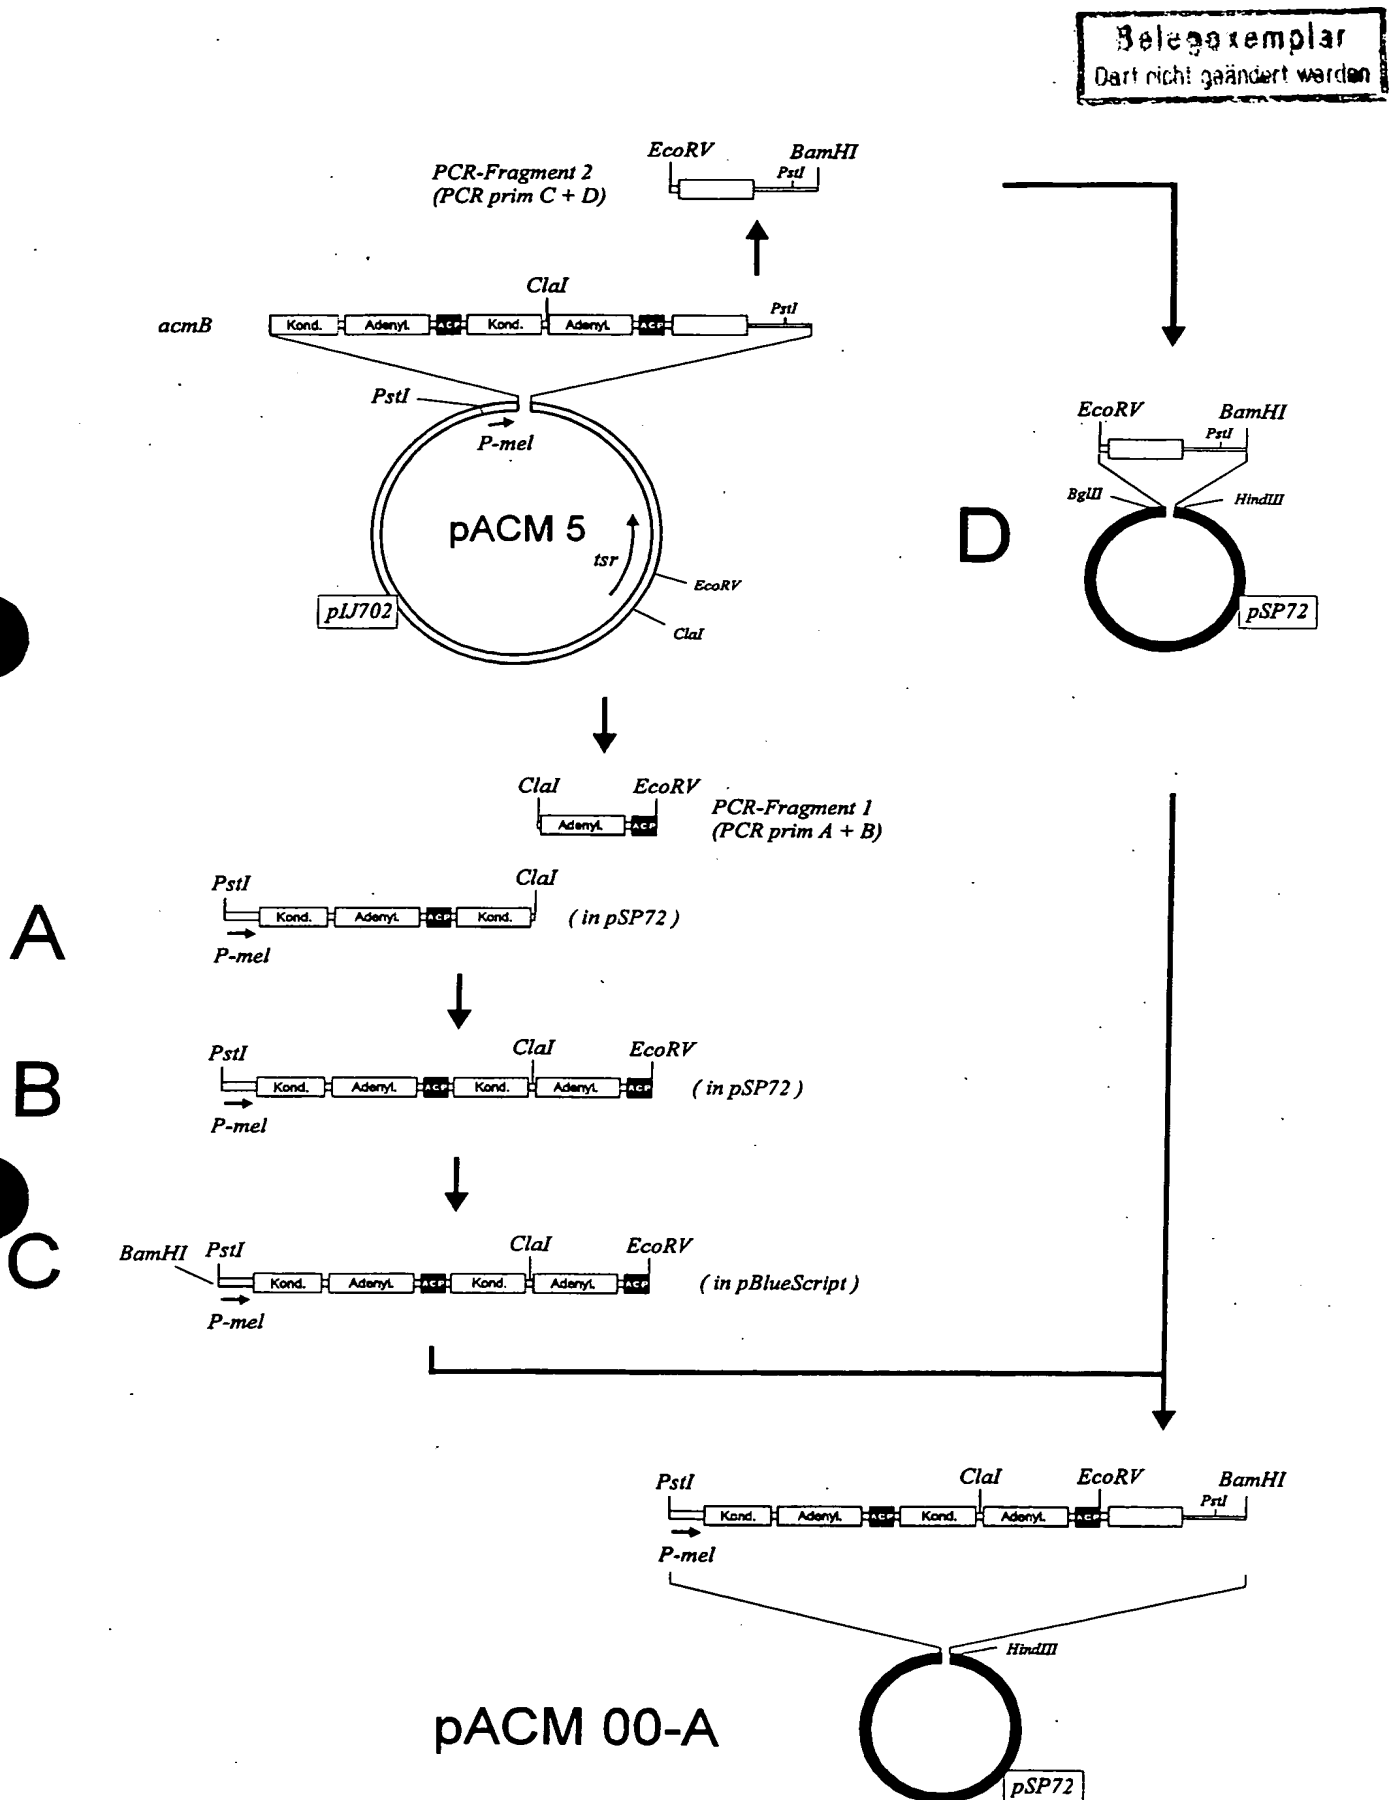 Belegexemplar
Darf nicht geändert werden
EcoRV BamHI
PstI
PCR-Fragment 2
(PCR prim C + D)
ClaI
PstI
acmB Kond. Adenyl. ACP Kond. Adenyl. ACP
PstI
P-mel
pACM 5
tsr
EcoRV
pIJ702
ClaI
EcoRV BamHI
PstI
BglII HindIII
D
pSP72
ClaI EcoRV
PCR-Fragment 1
(PCR prim A + B)
Adenyl. ACP
A
PstI ClaI
Kond. Adenyl. ACP Kond. (in pSP72)
P-mel
B
PstI ClaI EcoRV
Kond. Adenyl. ACP Kond. Adenyl. ACP (in pSP72)
P-mel
C
BamHI PstI ClaI EcoRV
Kond. Adenyl. ACP Kond. Adenyl. ACP (in pBlueScript)
P-mel
PstI ClaI EcoRV BamHI
PstI
Kond. Adenyl. ACP Kond. Adenyl. ACP
P-mel
HindIII
pACM 00-A
pSP72